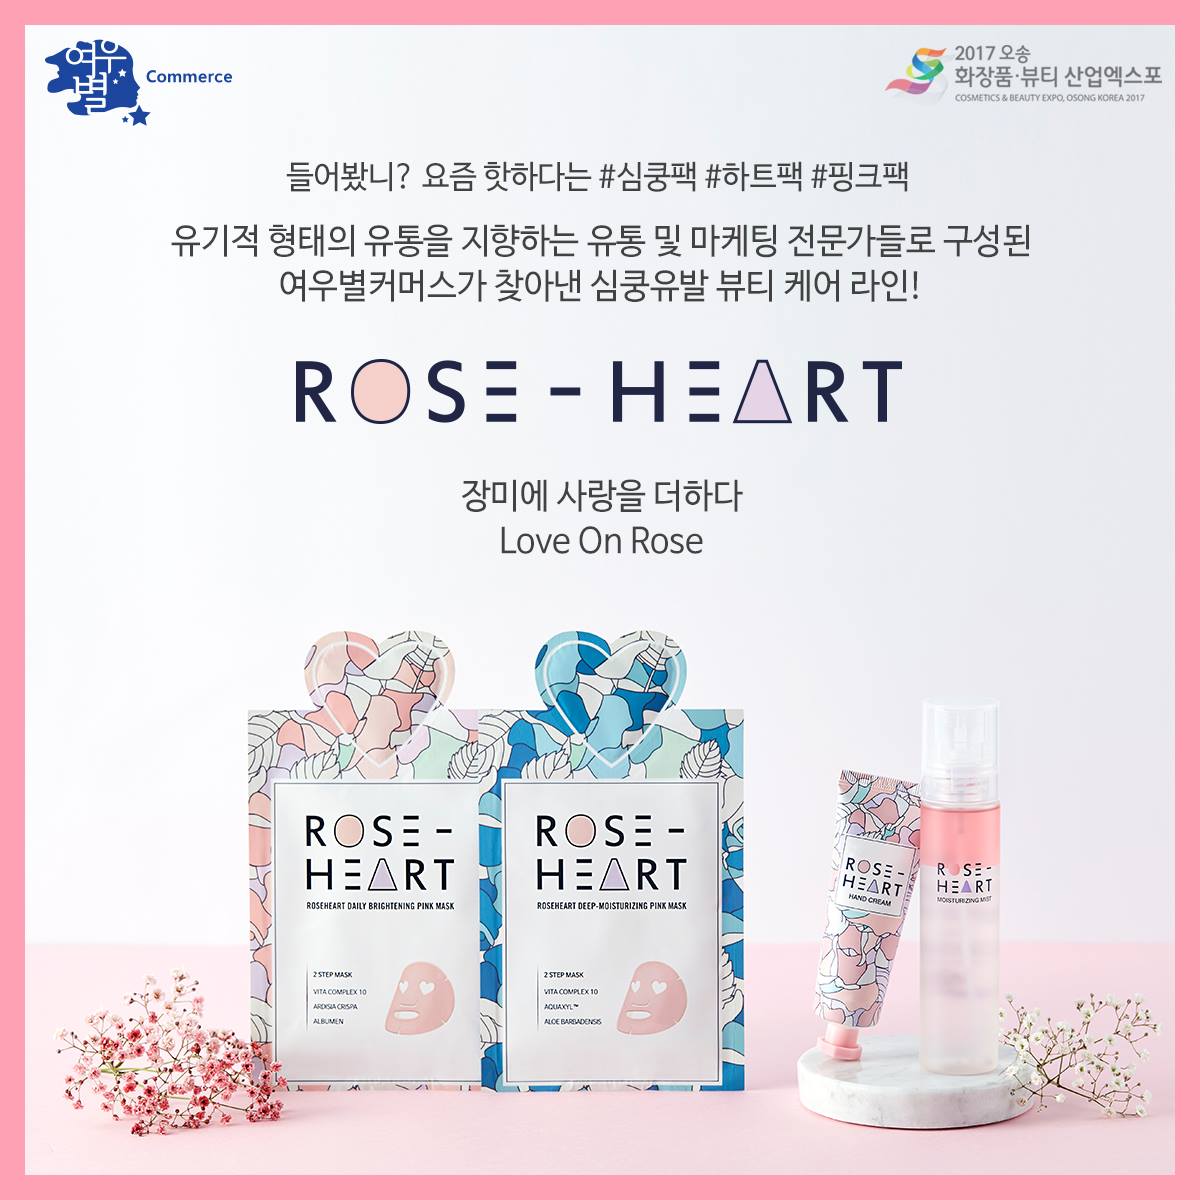 여우별 Commerce
2017 오송
화장품·뷰티 산업엑스포
COSMETICS & BEAUTY EXPO, OSONG KOREA 2017
들어봤니? 요즘 핫하다는 #심쿵팩 #하트팩 #핑크팩
유기적 형태의 유통을 지향하는 유통 및 마케팅 전문가들로 구성된
여우별커머스가 찾아낸 심쿵유발 뷰티 케어 라인!
ROSE-HEART
장미에 사랑을 더하다
Love On Rose
ROSE-
HEART
ROSEHEART DAILY BRIGHTENING PINK MASK
2 STEP MASK
VITA COMPLEX 10
ARDISIA CRISPA
ALBUMEN
ROSE-
HEART
ROSEHEART DEEP-MOISTURIZING PINK MASK
2 STEP MASK
VITA COMPLEX 10
AQUAXYL™
ALOE BARBADENSIS
ROSE-
HEART
HAND CREAM
ROSE-
HEART
MOISTURIZING MIST